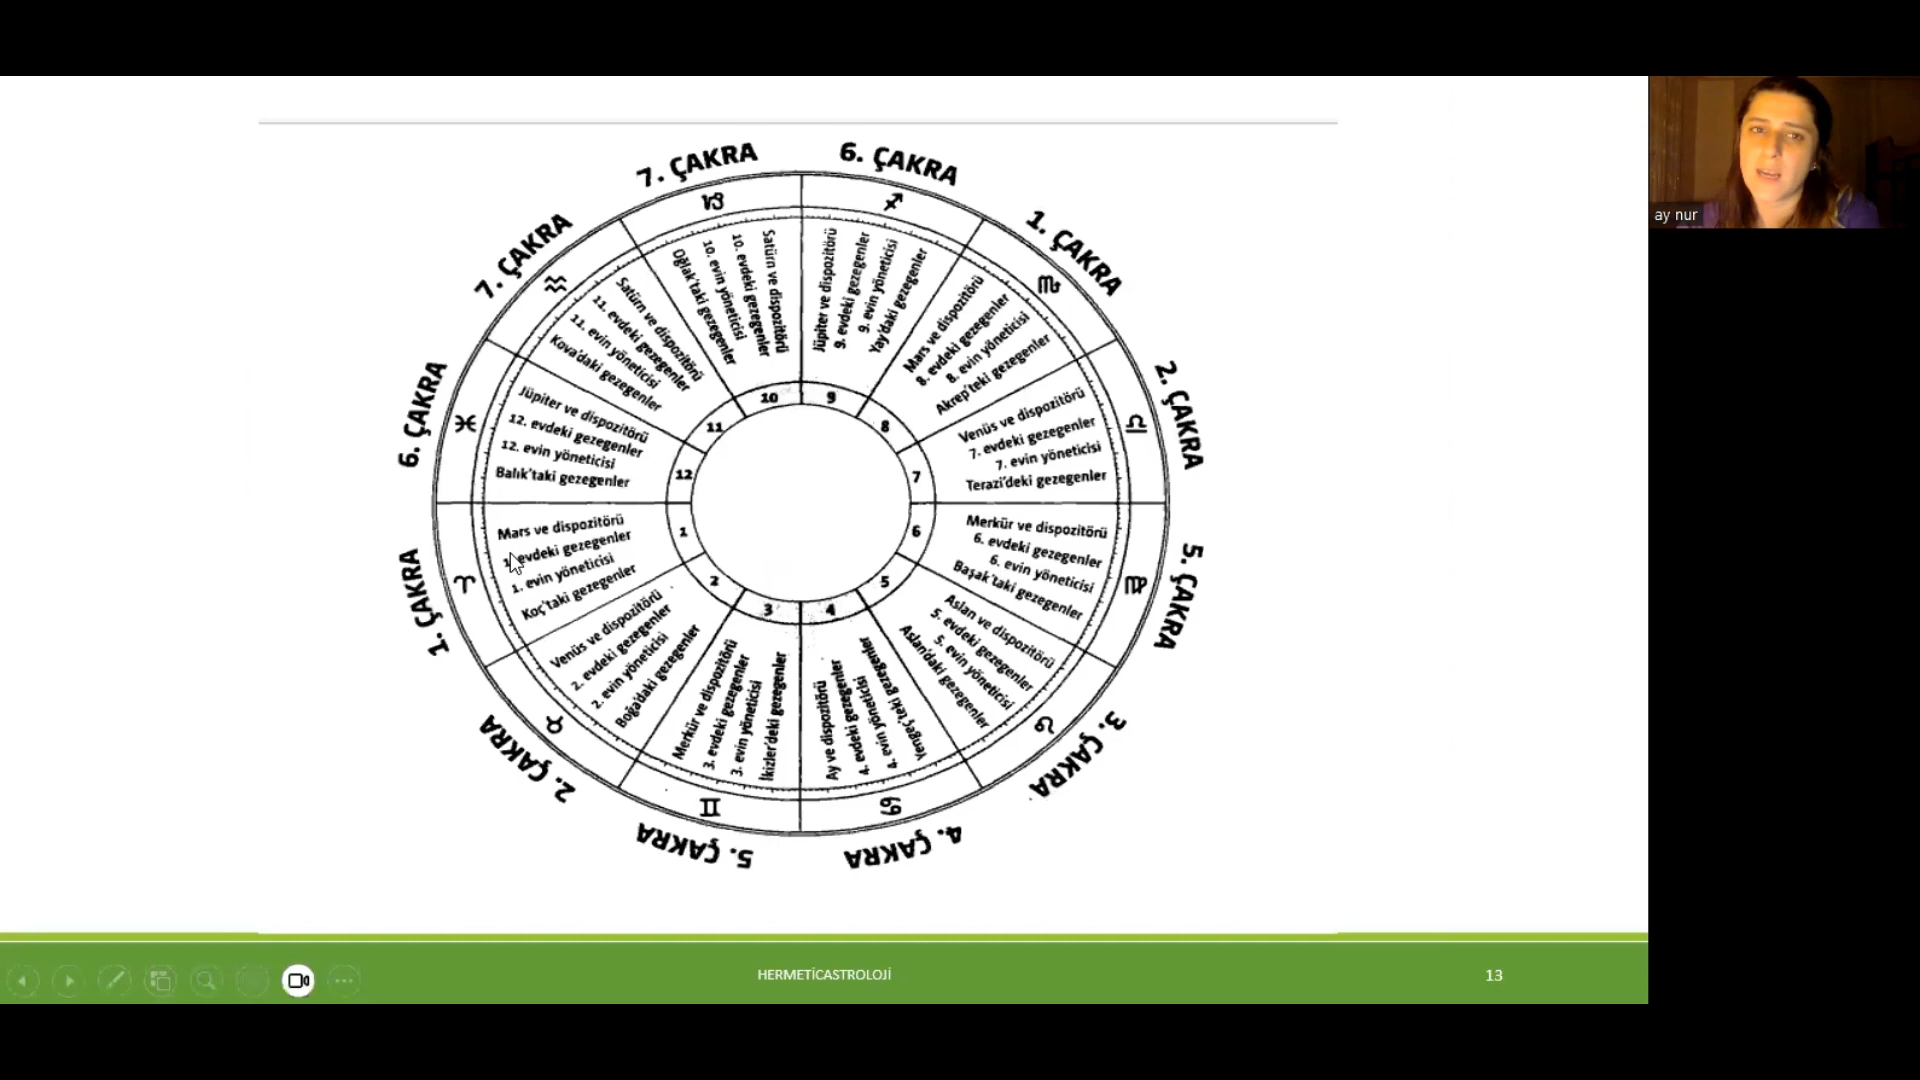 7. ÇAKRA
6. ÇAKRA
1. ÇAKRA
2. ÇAKRA
5. ÇAKRA
3. ÇAKRA
4. ÇAKRA
5. ÇAKRA
2. ÇAKRA
1. ÇAKRA
6. ÇAKRA
7. ÇAKRA
Oğlak'taki gezegenler
10. evin yöneticisi
10. evdeki gezegenler
Satürn ve dispozitörü
10
Jüpiter ve dispozitörü
9. evdeki gezegenler
9. evin yöneticisi
Yay'daki gezegenler
9
Mars ve dispozitörü
8. evdeki gezegenler
8. evin yöneticisi
Akrep'teki gezegenler
8
Venüs ve dispozitörü
7. evdeki gezegenler
7. evin yöneticisi
Terazi'deki gezegenler
7
Merkür ve dispozitörü
6. evdeki gezegenler
6. evin yöneticisi
Başak'taki gezegenler
6
Aslan ve dispozitörü
5. evdeki gezegenler
5. evin yöneticisi
Aslan'daki gezegenler
5
Ay ve dispozitörü
4. evdeki gezegenler
4. evin yöneticisi
Yengeç'teki gezegenler
4
Merkür ve dispozitörü
3. evdeki gezegenler
3. evin yöneticisi
İkizler'deki gezegenler
3
Venüs ve dispozitörü
2. evdeki gezegenler
2. evin yöneticisi
Boğa'daki gezegenler
2
Mars ve dispozitörü
1. evdeki gezegenler
1. evin yöneticisi
Koç'taki gezegenler
1
Jüpiter ve dispozitörü
12. evdeki gezegenler
12. evin yöneticisi
Balık'taki gezegenler
12
Satürn ve dispozitörü
11. evdeki gezegenler
11. evin yöneticisi
Kova'daki gezegenler
11
ay nur
HERMETİCASTROLOJİ
13